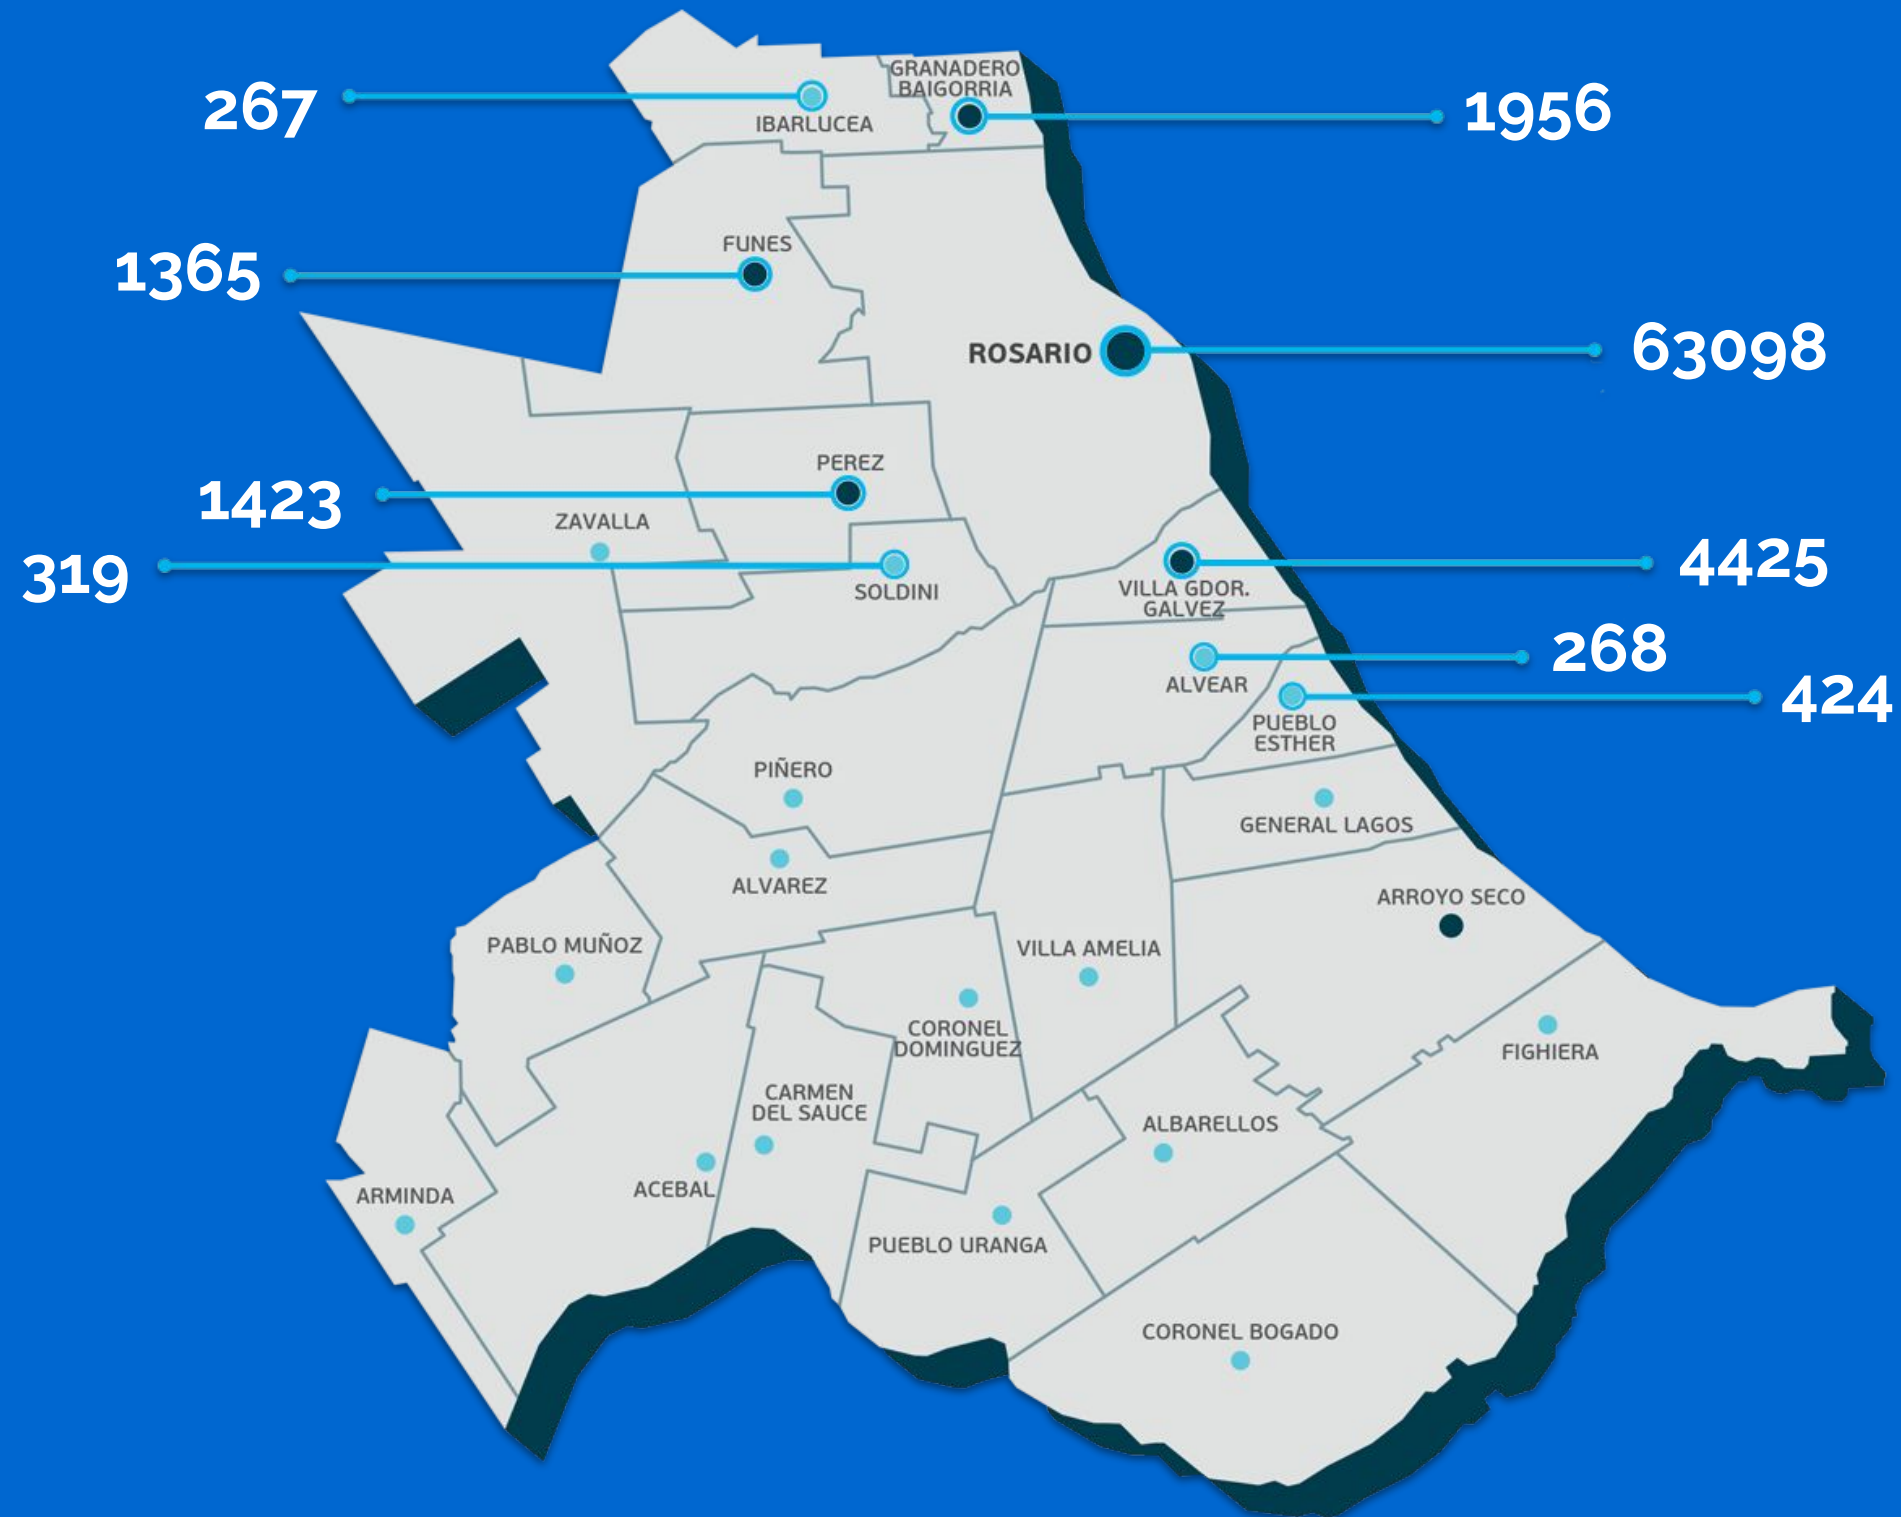 GRANADERO
BAIGORRIA
267
IBARLUCEA
1956
FUNES
1365
ROSARIO
63098
PEREZ
1423
ZAVALLA
319
SOLDINI
4425
VILLA GDOR.
GALVEZ
268
ALVEAR
424
PUEBLO
ESTHER
PIÑERO
GENERAL LAGOS
ALVAREZ
ARROYO SECO
PABLO MUÑOZ
VILLA AMELIA
CORONEL
DOMINGUEZ
FIGHIERA
CARMEN
DEL SAUCE
ALBARELLOS
ACEBAL
ARMINDA
PUEBLO URANGA
CORONEL BOGADO